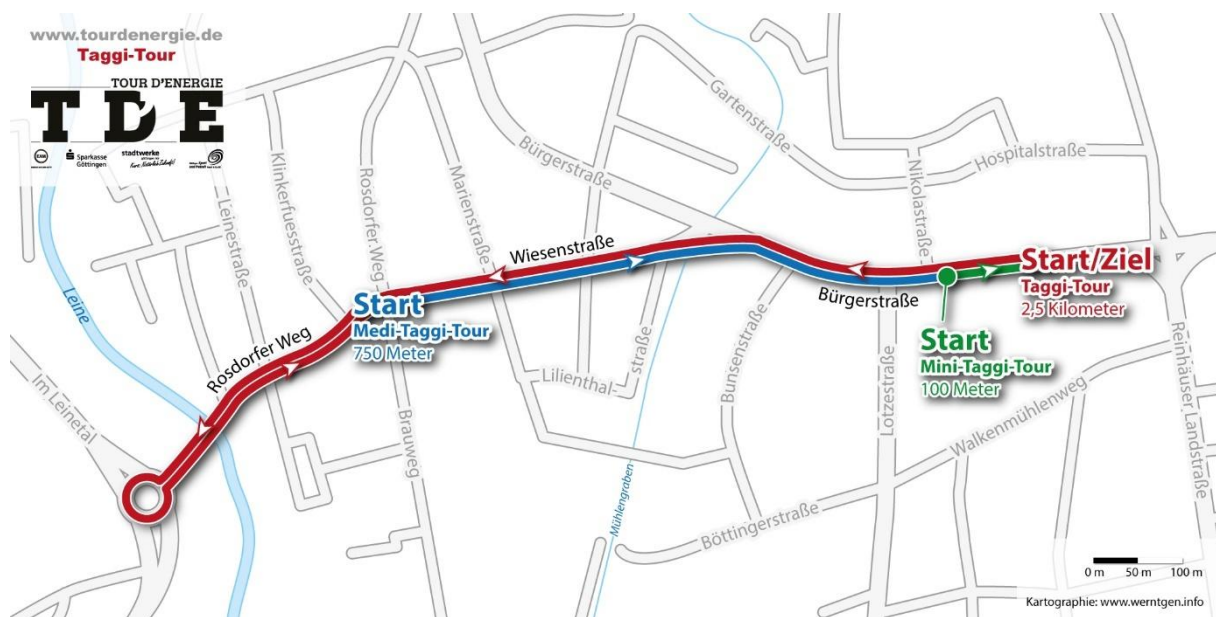 www.tourdenergie.de
Taggi-Tour
TOUR D'ENERGIE
TDE
EAM
Sparkasse
Göttingen
stadtwerke
Leine
Im Leinetal
Rosdorfer Weg
Leinestraße
Klinkerfuesstraße
Rosdorfer Weg
Marienstraße
Brauweg
Wiesenstraße
Bürgerstraße
Lilienthal-
straße
Mühlengraben
Bunsenstraße
Böttingerstraße
Gartenstraße
Hospitalstraße
Nikolastraße
Bürgerstraße
Lotzestraße
Walkenmühlenweg
Reinhäuser Landstraße
Start
Medi-Taggi-Tour
750 Meter
Start
Mini-Taggi-Tour
100 Meter
Start/Ziel
Taggi-Tour
2,5 Kilometer
0 m 50 m 100 m
Kartographie: www.werntgen.info